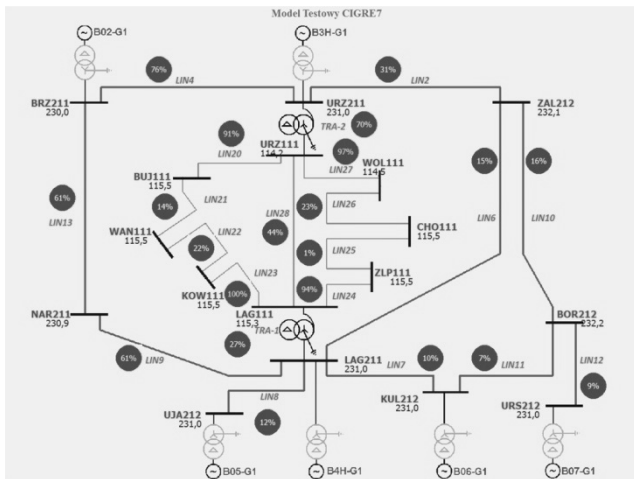 Model Testowy CIGRE7
B02-G1
B3H-G1
76%
LIN4
31%
LIN2
BRZ211
230,0
URZ211
231,0
ZAL212
232,1
TRA-2
70%
91%
LIN20
URZ111
114,2
97%
LIN27
WOL111
114,5
15%
16%
BUJ111
115,5
LIN21
14%
LIN26
23%
61%
LIN13
WAN111
115,5
LIN22
22%
LIN28
44%
CHO111
115,5
LIN6
LIN10
1%
LIN25
KOW111
115,5
LIN23
100%
94%
LIN24
ZLP111
115,5
NAR211
230,9
LAG111
115,3
TRA-1
27%
BOR212
232,2
61%
LIN9
LAG211
231,0
LIN7
10%
7%
LIN11
LIN12
9%
LIN8
UJA212
231,0
12%
KUL212
231,0
URS212
231,0
B05-G1
B4H-G1
B06-G1
B07-G1